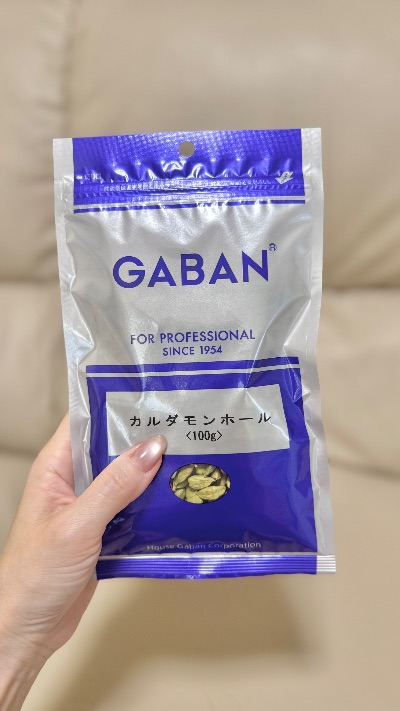 GABAN®
FOR PROFESSIONAL
SINCE 1954
カルダモンホール
〈100g〉
House Gaban Corporation